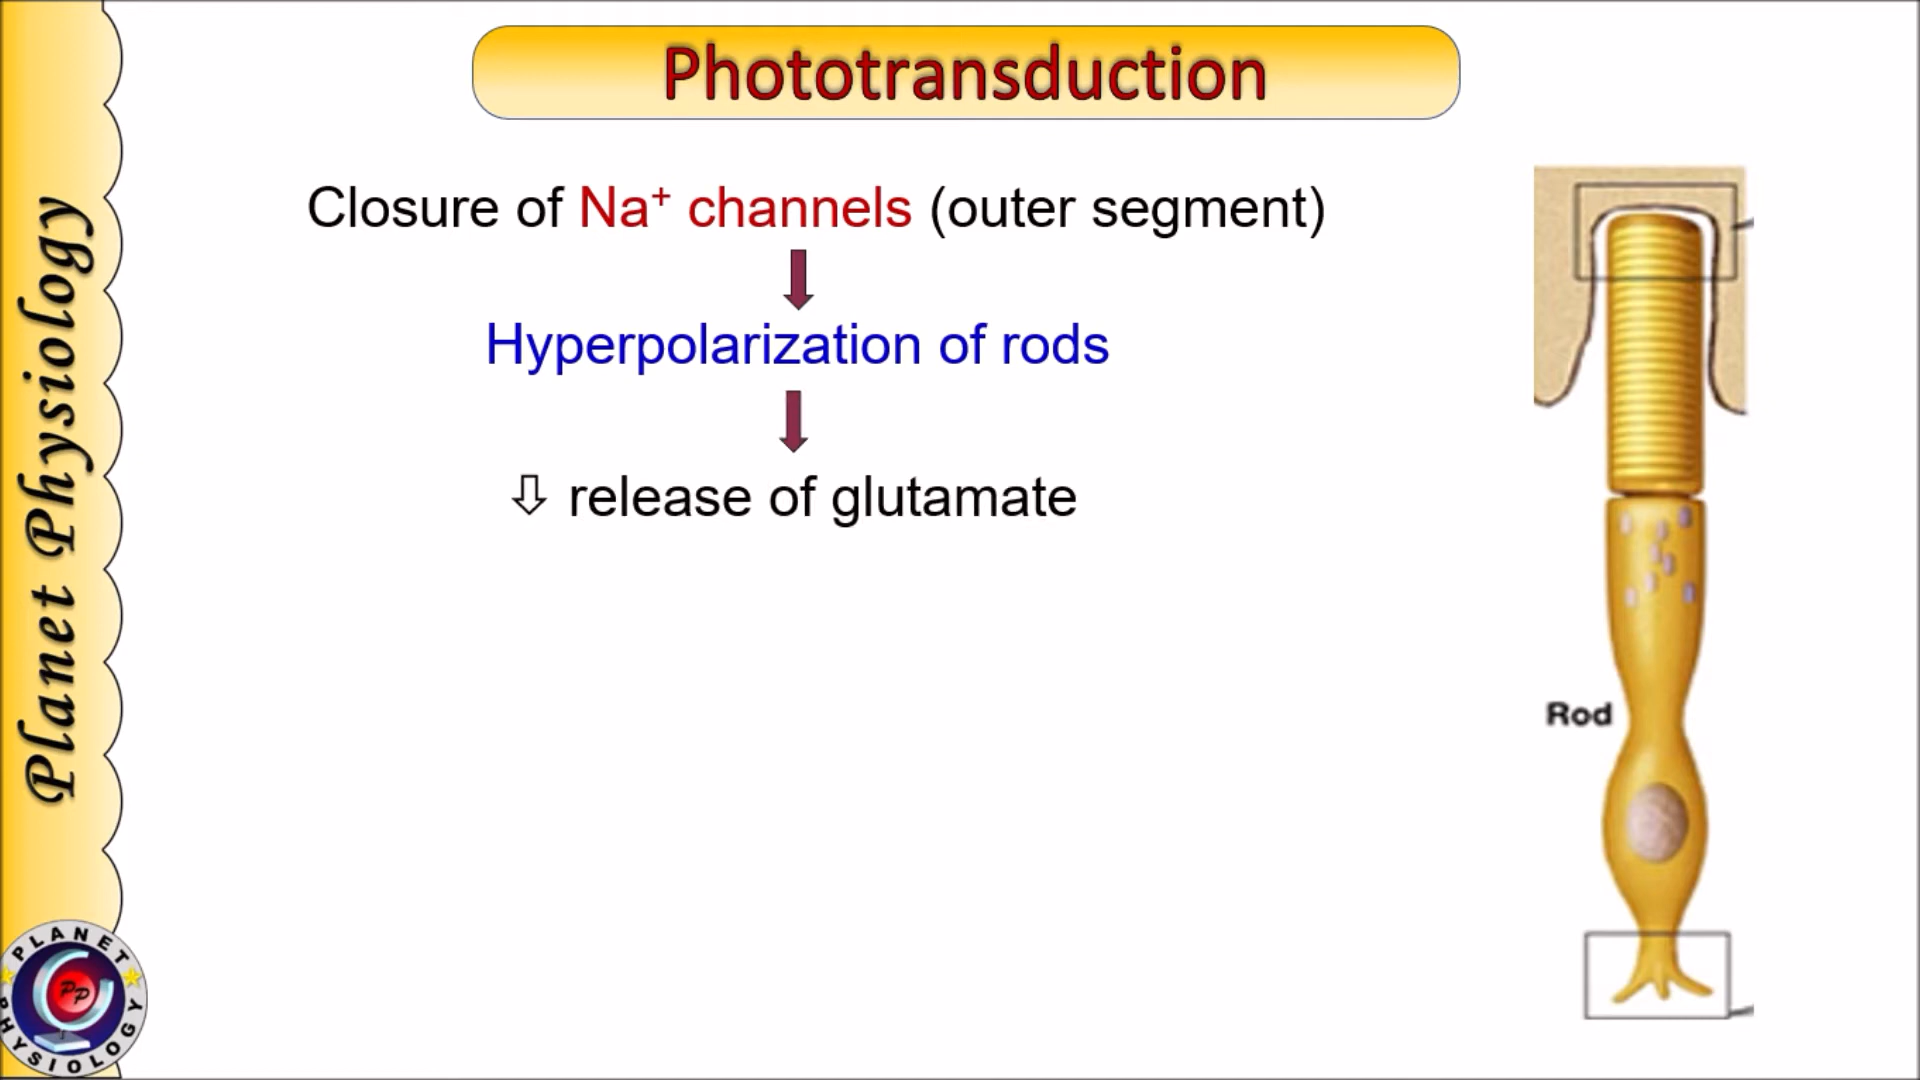 Phototransduction
Closure of Na⁺ channels (outer segment)
Hyperpolarization of rods
⇩ release of glutamate
Rod
Planet Physiology
PLANET PHYSIOLOGY
PP